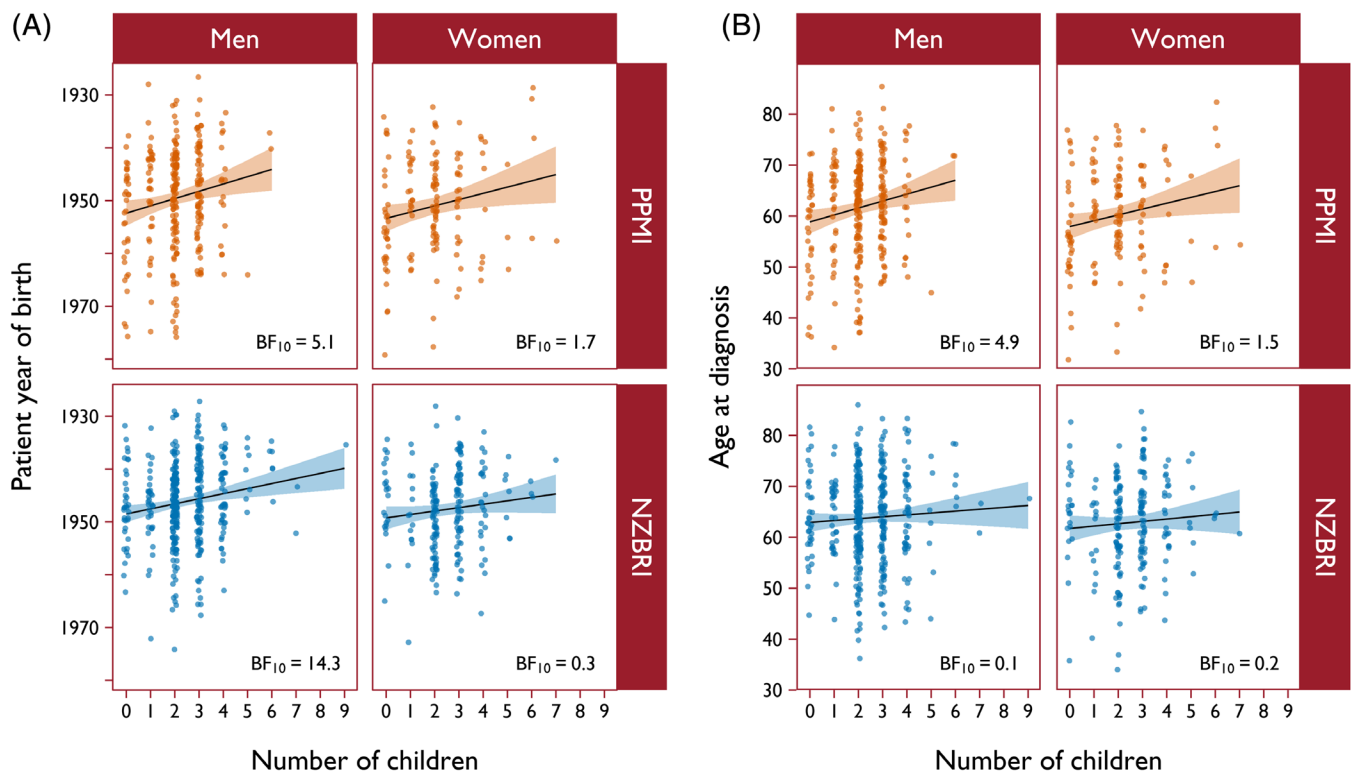 (A)
Men
Women
Patient year of birth
1930
1950
1970
BF10 = 5.1
BF10 = 1.7
PPMI
1930
1950
1970
BF10 = 14.3
BF10 = 0.3
NZBRI
0 1 2 3 4 5 6 7 8 9
0 1 2 3 4 5 6 7 8 9
Number of children
(B)
Men
Women
Age at diagnosis
80
70
60
50
40
30
BF10 = 4.9
BF10 = 1.5
PPMI
80
70
60
50
40
30
BF10 = 0.1
BF10 = 0.2
NZBRI
0 1 2 3 4 5 6 7 8 9
0 1 2 3 4 5 6 7 8 9
Number of children